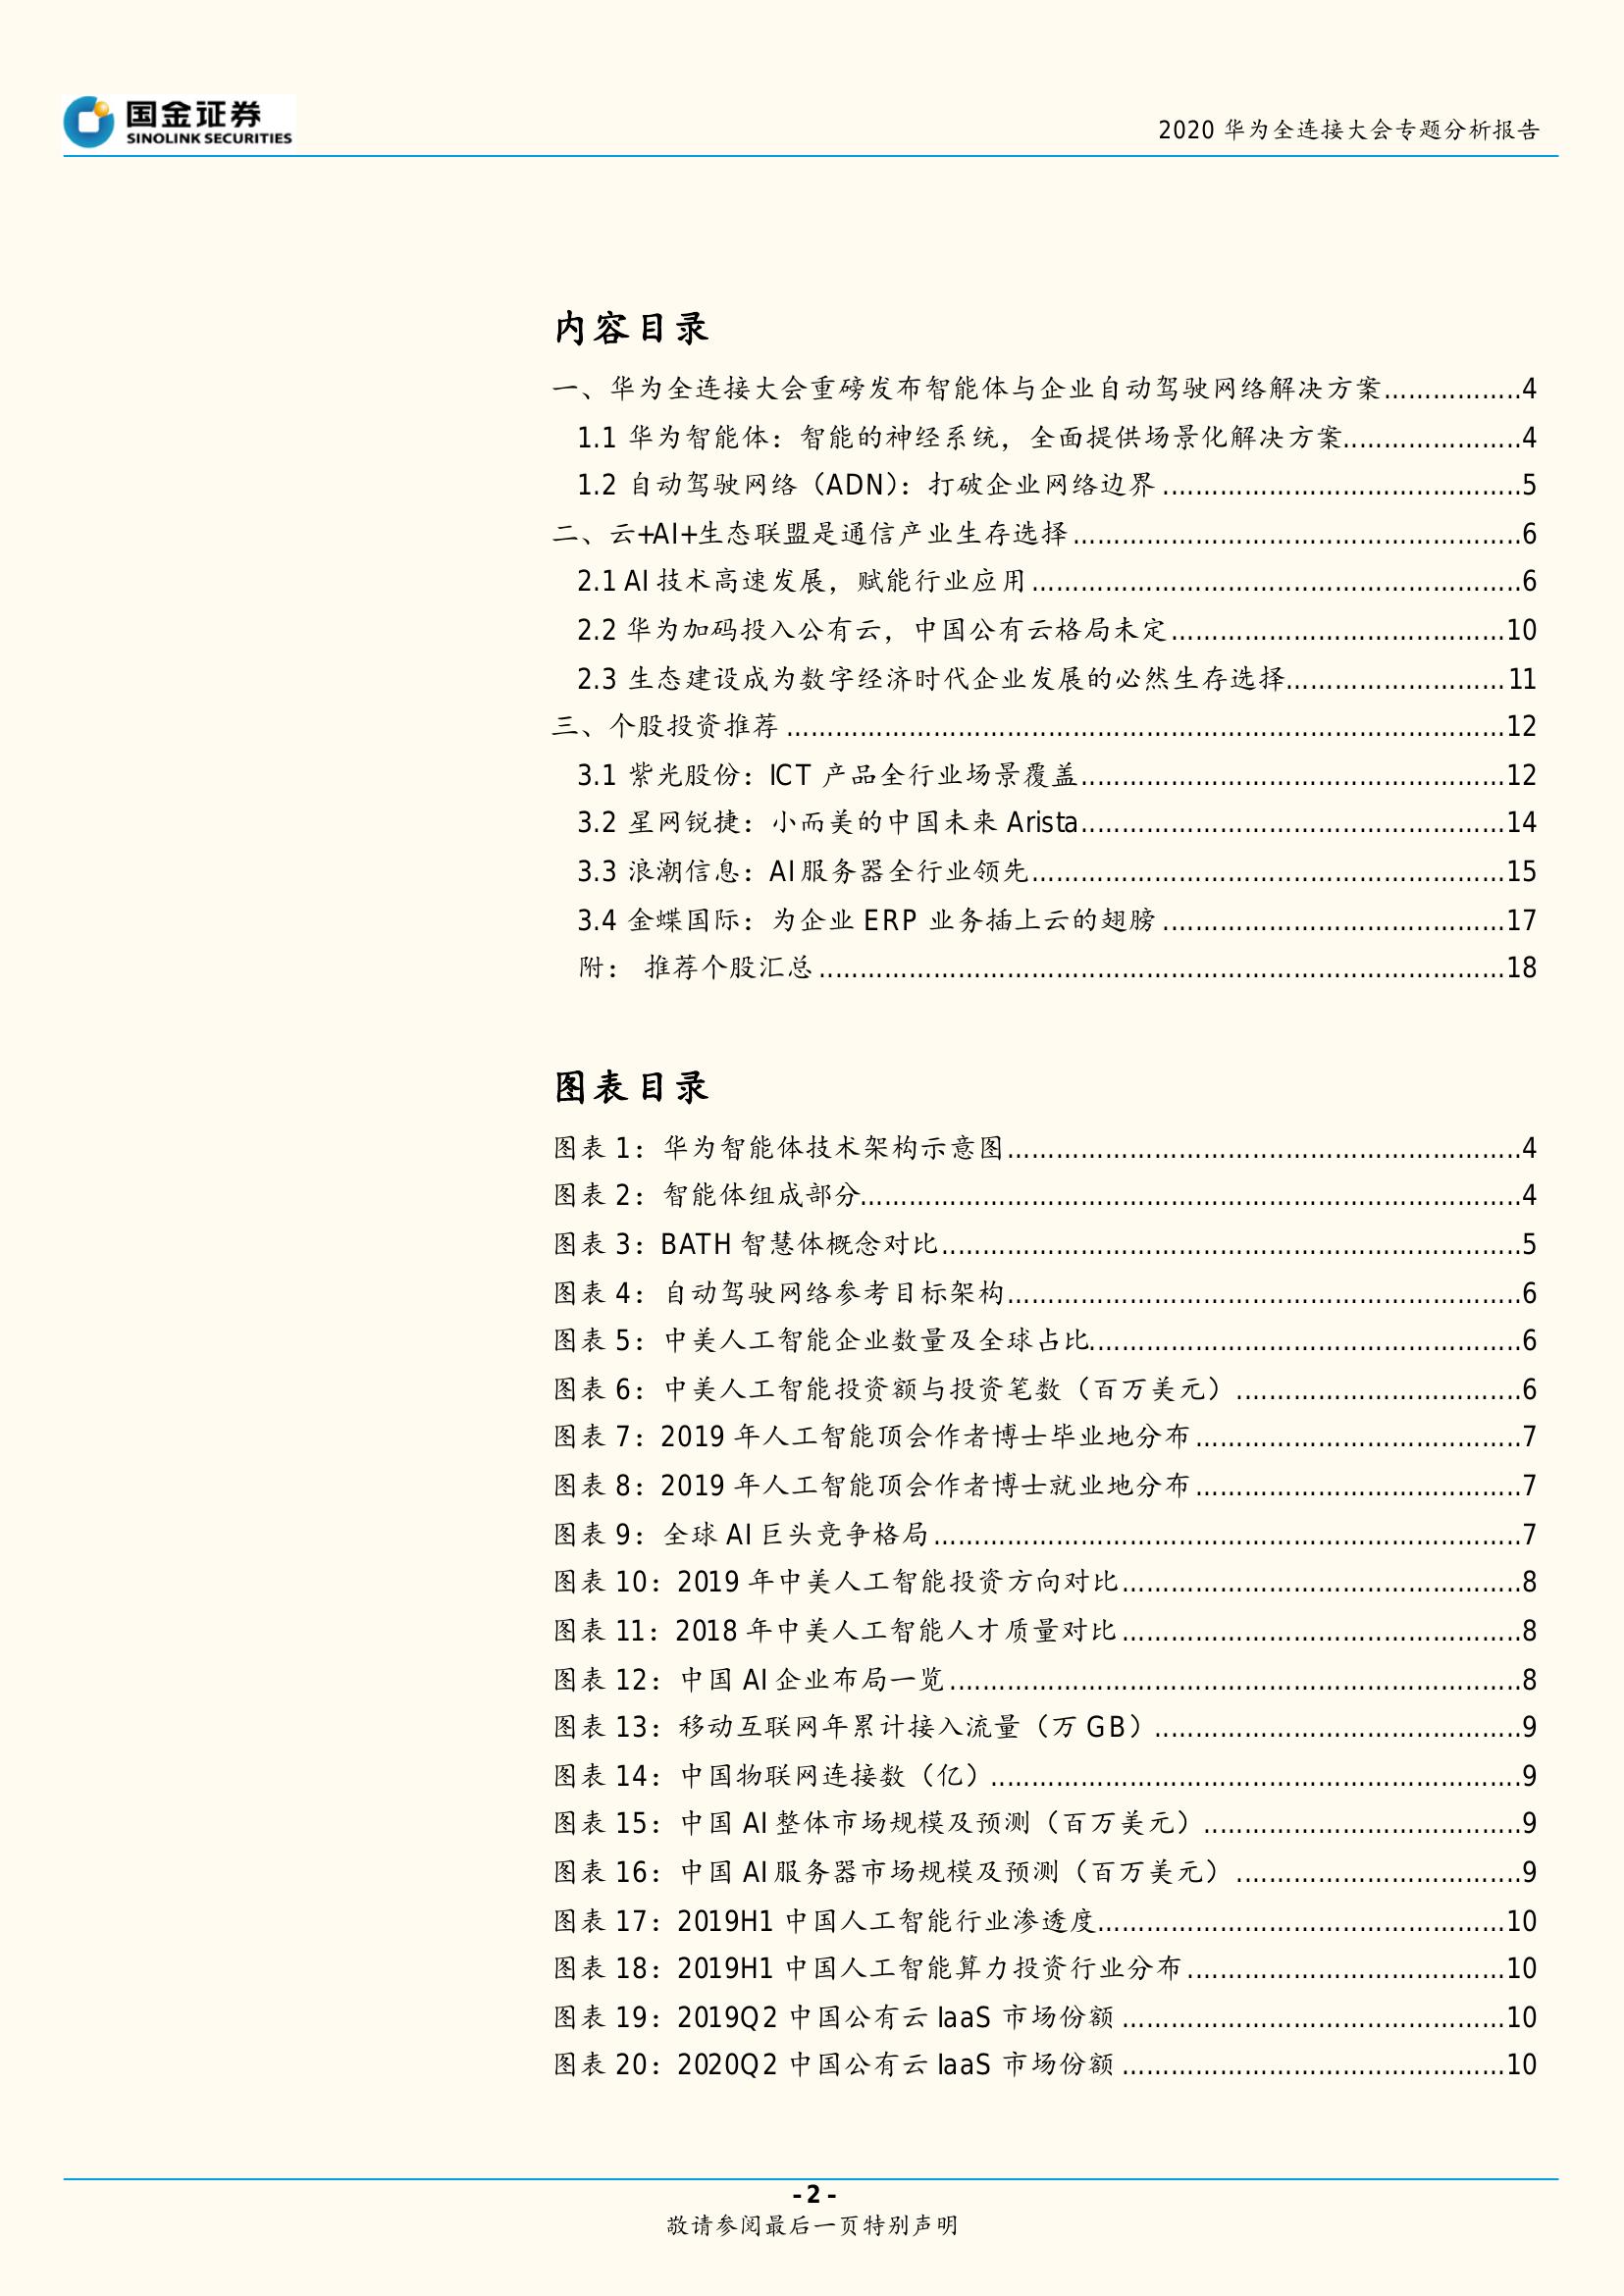 国金证券
SINOLINK SECURITIES
2020 华为全连接大会专题分析报告
内容目录
一、华为全连接大会重磅发布智能体与企业自动驾驶网络解决方案.................4
1.1 华为智能体：智能的神经系统，全面提供场景化解决方案......................4
1.2 自动驾驶网络（ADN）：打破企业网络边界............................................5
二、云+AI+生态联盟是通信产业生存选择.......................................................6
2.1 AI 技术高速发展，赋能行业应用............................................................6
2.2 华为加码投入公有云，中国公有云格局未定.........................................10
2.3 生态建设成为数字经济时代企业发展的必然生存选择...........................11
三、个股投资推荐........................................................................................12
3.1 紫光股份：ICT 产品全行业场景覆盖....................................................12
3.2 星网锐捷：小而美的中国未来 Arista....................................................14
3.3 浪潮信息：AI 服务器全行业领先..........................................................15
3.4 金蝶国际：为企业 ERP 业务插上云的翅膀..........................................17
附： 推荐个股汇总....................................................................................18
图表目录
图表 1：华为智能体技术架构示意图...............................................................4
图表 2：智能体组成部分.................................................................................4
图表 3：BATH 智慧体概念对比.......................................................................5
图表 4：自动驾驶网络参考目标架构...............................................................6
图表 5：中美人工智能企业数量及全球占比.....................................................6
图表 6：中美人工智能投资额与投资笔数（百万美元）...................................6
图表 7：2019 年人工智能顶会作者博士毕业地分布........................................7
图表 8：2019 年人工智能顶会作者博士就业地分布........................................7
图表 9：全球 AI 巨头竞争格局........................................................................7
图表 10：2019 年中美人工智能投资方向对比.................................................8
图表 11：2018 年中美人工智能人才质量对比.................................................8
图表 12：中国 AI 企业布局一览......................................................................8
图表 13：移动互联网年累计接入流量（万 GB）.............................................9
图表 14：中国物联网连接数（亿）.................................................................9
图表 15：中国 AI 整体市场规模及预测（百万美元）.......................................9
图表 16：中国 AI 服务器市场规模及预测（百万美元）...................................9
图表 17：2019H1 中国人工智能行业渗透度..................................................10
图表 18：2019H1 中国人工智能算力投资行业分布.......................................10
图表 19：2019Q2 中国公有云 IaaS 市场份额...............................................10
图表 20：2020Q2 中国公有云 IaaS 市场份额...............................................10
- 2 -
敬请参阅最后一页特别声明